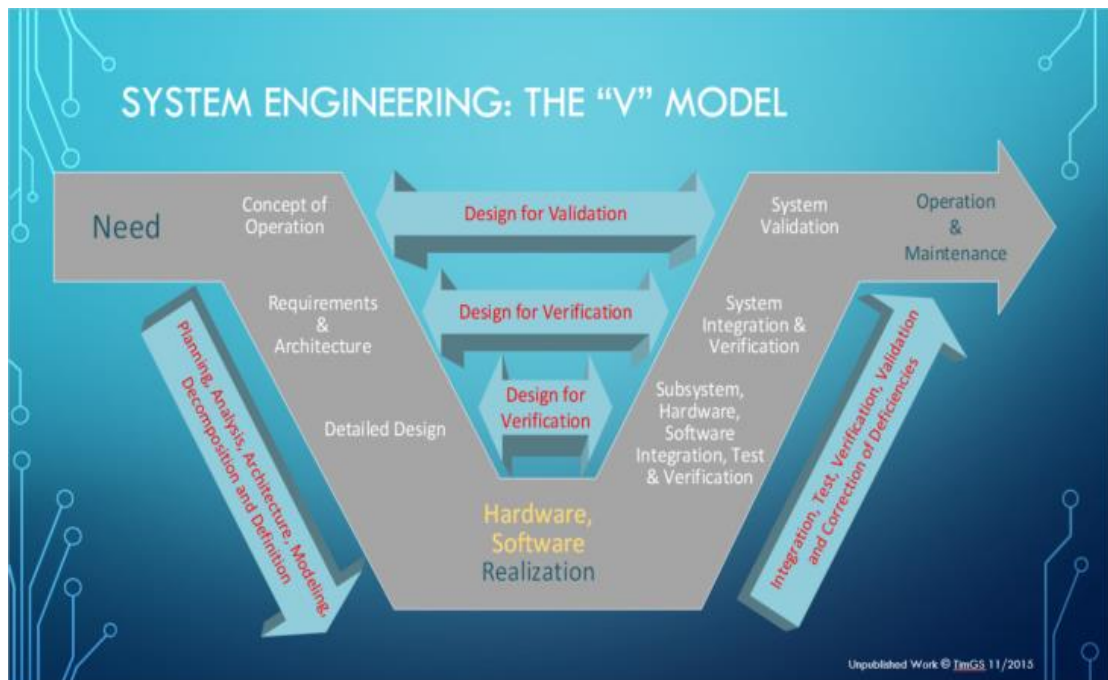 SYSTEM ENGINEERING: THE “V” MODEL
Need
Concept of
Operation
Design for Validation
System
Validation
Operation
&
Maintenance
Requirements
&
Architecture
Design for Verification
System
Integration &
Verification
Detailed Design
Design for
Verification
Subsystem,
Hardware,
Software
Integration, Test
& Verification
Hardware,
Software
Realization
Planning, Analysis, Architecture, Modeling,
Decomposition and Definition
Integration, Test, Verification, Validation
and Correction of Deficiencies
Unpublished Work © TimGS 11/2015